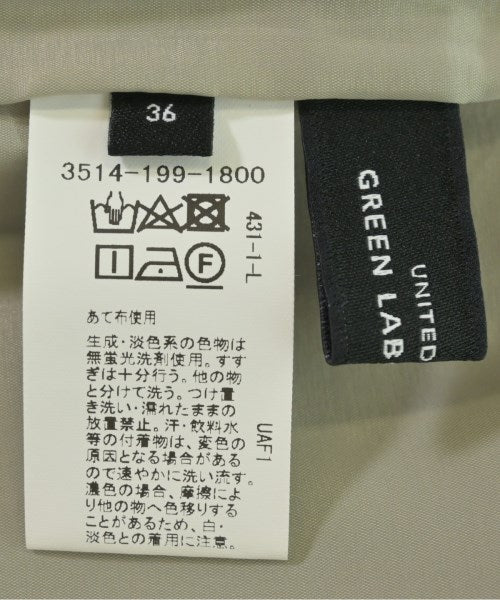 36
3514-199-1800
431-1-L
F
あて布使用
生成・淡色系の色物は
無蛍光洗剤使用。すす
ぎは十分行う。他の物
と分けて洗う。つけ置
き洗い・濡れたままの
放置禁止。汗・飲料水
等の付着物は、変色の
原因となる場合がある
ので速やかに洗い流す。
濃色の場合、摩擦によ
り他の物へ色移りする
ことがあるため、白・
淡色との着用に注意。
UAF1
UNITED
GREEN LAB